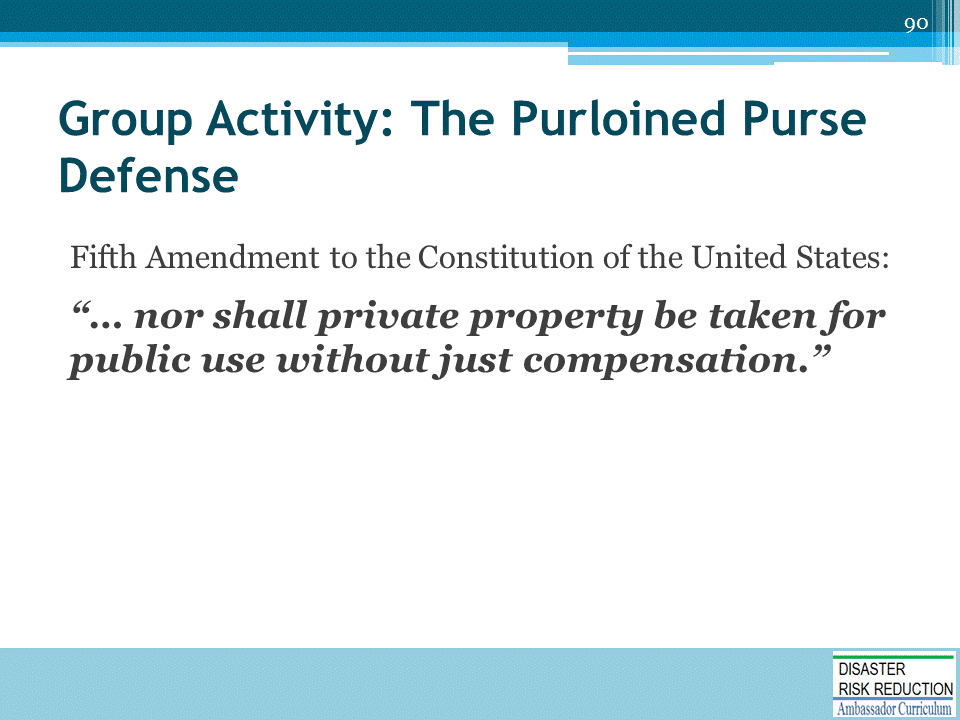 90
Group Activity: The Purloined Purse
Defense
Fifth Amendment to the Constitution of the United States:
“… nor shall private property be taken for
public use without just compensation.”
DISASTER
RISK REDUCTION
Ambassador Curriculum